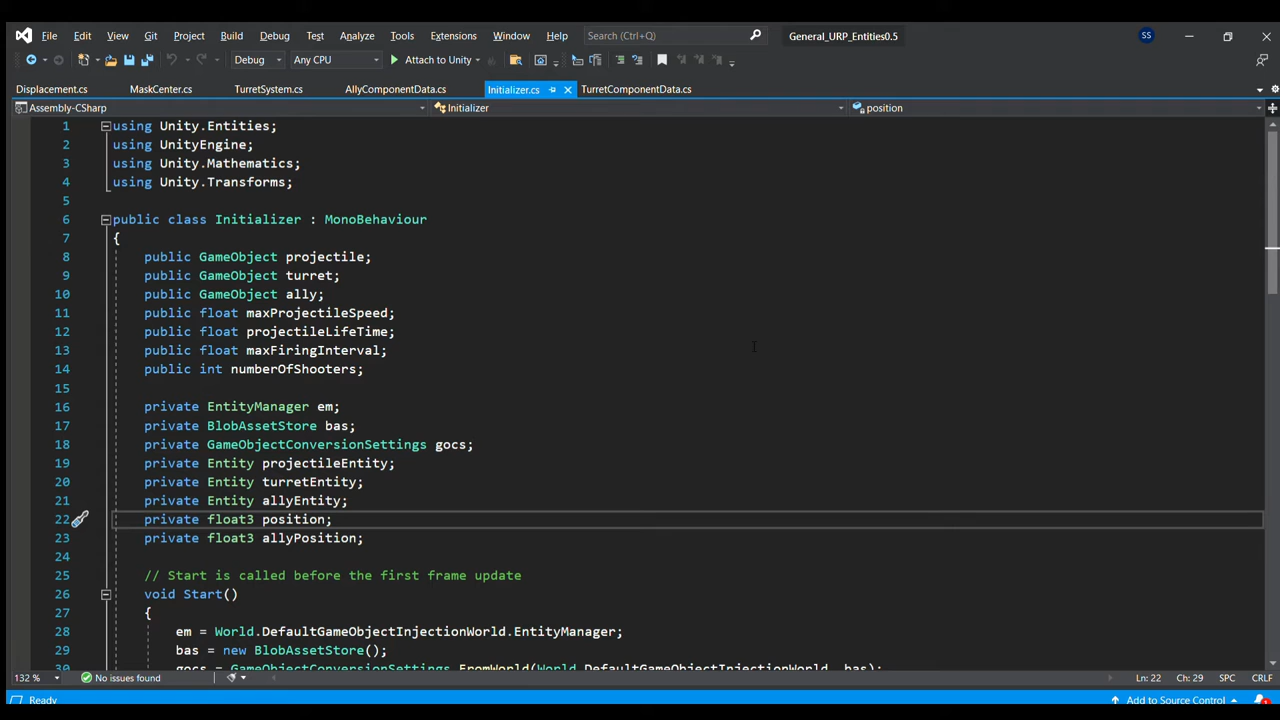 File Edit View Git Project Build Debug Test Analyze Tools Extensions Window Help Search (Ctrl+Q) General_URP_Entities0.5 SS
Debug Any CPU Attach to Unity
Displacement.cs MaskCenter.cs TurretSystem.cs AllyComponentData.cs Initializer.cs TurretComponentData.cs
Assembly-CSharp Initializer position
1 using Unity.Entities;
2 using UnityEngine;
3 using Unity.Mathematics;
4 using Unity.Transforms;
5
6 public class Initializer : MonoBehaviour
7 {
8 public GameObject projectile;
9 public GameObject turret;
10 public GameObject ally;
11 public float maxProjectileSpeed;
12 public float projectileLifeTime;
13 public float maxFiringInterval;
14 public int numberOfShooters;
15
16 private EntityManager em;
17 private BlobAssetStore bas;
18 private GameObjectConversionSettings gocs;
19 private Entity projectileEntity;
20 private Entity turretEntity;
21 private Entity allyEntity;
22 private float3 position;
23 private float3 allyPosition;
24
25 // Start is called before the first frame update
26 void Start()
27 {
28 em = World.DefaultGameObjectInjectionWorld.EntityManager;
29 bas = new BlobAssetStore();
30 gocs = GameObjectConversionSettings.FromWorld(World.DefaultGameObjectInjectionWorld, bas);
132 % No issues found Ln: 22 Ch: 29 SPC CRLF
Ready Add to Source Control 1